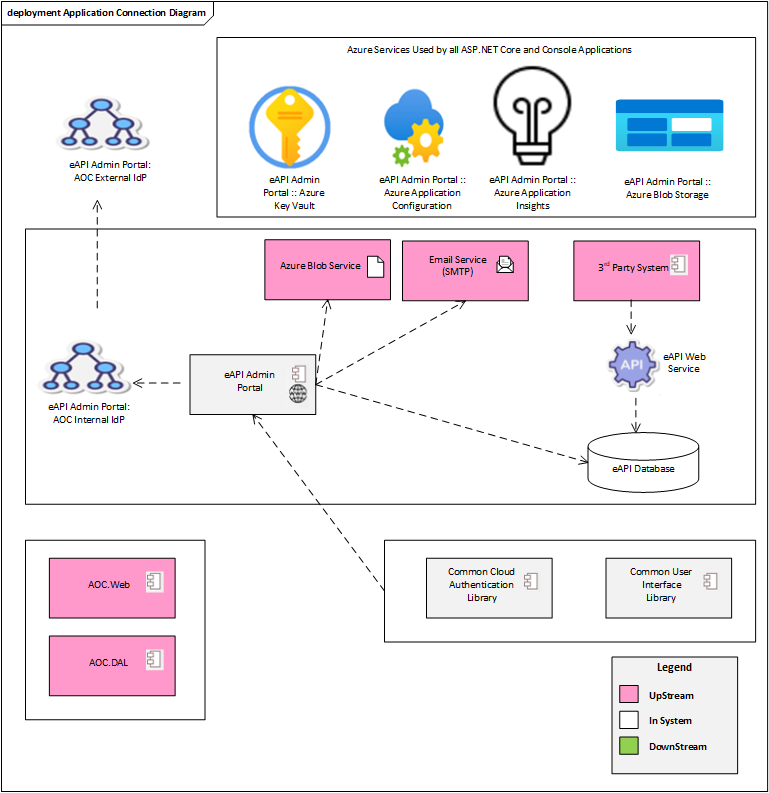 deployment Application Connection Diagram
Azure Services Used by all ASP.NET Core and Console Applications
eAPI Admin Portal:
AOC External IdP
eAPI Admin
Portal :: Azure
Key Vault
eAPI Admin Portal ::
Azure Application
Configuration
eAPI Admin Portal ::
Azure Application
Insights
eAPI Admin Portal ::
Azure Blob Storage
Azure Blob Service
Email Service
(SMTP)
3rd Party System
eAPI Admin Portal:
AOC Internal IdP
eAPI Admin
Portal
API
eAPI Web
Service
eAPI Database
AOC.Web
AOC.DAL
Common Cloud
Authentication
Library
Common User
Interface
Library
Legend
UpStream
In System
DownStream